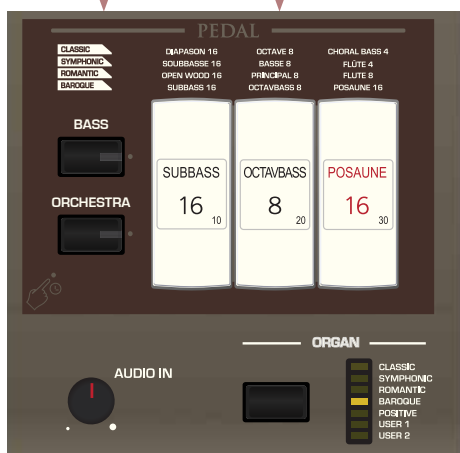 PEDAL
CLASSIC
SYMPHONIC
ROMANTIC
BAROQUE
DIAPASON 16
SOUBBASSE 16
OPEN WOOD 16
SUBBASS 16
OCTAVE 8
BASSE 8
PRINCIPAL 8
OCTAVBASS 8
CHORAL BASS 4
FLÛTE 4
FLUTE 8
POSAUNE 16
BASS
ORCHESTRA
SUBBASS
16
10
OCTAVBASS
8
20
POSAUNE
16
30
AUDIO IN
ORGAN
CLASSIC
SYMPHONIC
ROMANTIC
BAROQUE
POSITIVE
USER 1
USER 2